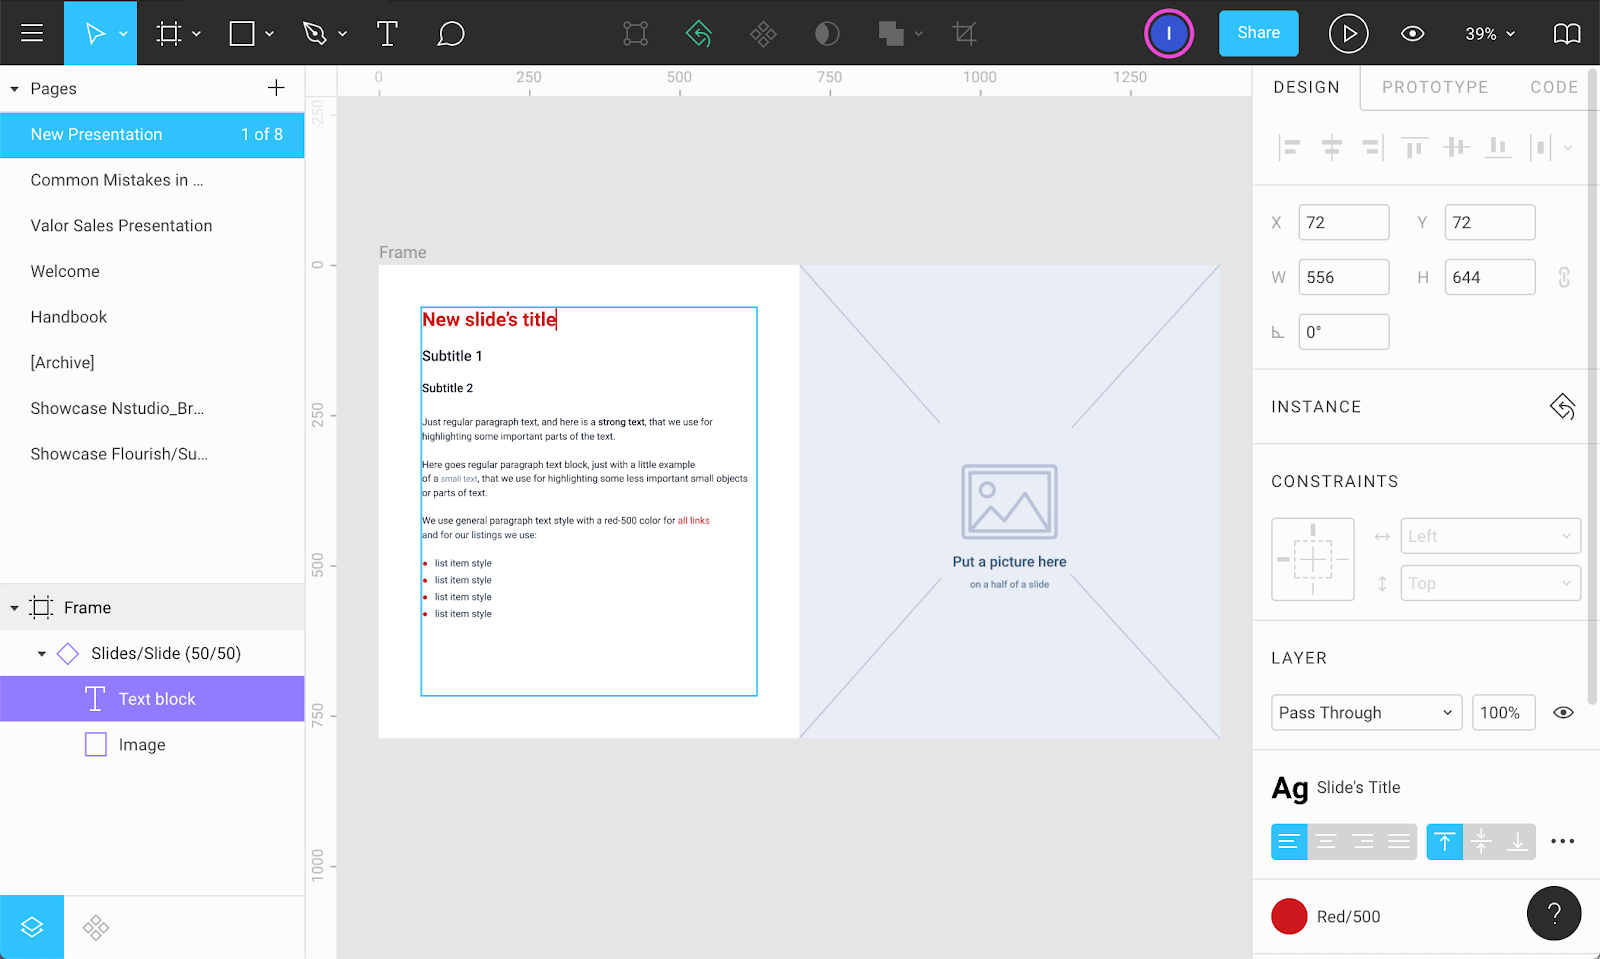 I
Share
39%
Pages
New Presentation 1 of 8
Common Mistakes in ...
Valor Sales Presentation
Welcome
Handbook
[Archive]
Showcase Nstudio_Br...
Showcase Flourish/Su...
Frame
Slides/Slide (50/50)
Text block
Image
0 250 500 750 1000 1250
-250
0
250
500
750
1000
Frame
New slide’s title
Subtitle 1
Subtitle 2
Just regular paragraph text, and here is a strong text, that we use for
highlighting some important parts of the text.
Here goes regular paragraph text block, just with a little example
of a small text, that we use for highlighting some less important small objects
or parts of text.
We use general paragraph text style with a red-500 color for all links
and for our listings we use:
• list item style
• list item style
• list item style
• list item style
Put a picture here
on a half of a slide
DESIGN PROTOTYPE CODE
X 72 Y 72
W 556 H 644
0°
INSTANCE
CONSTRAINTS
Left
Top
LAYER
Pass Through 100%
Ag Slide's Title
Red/500
?